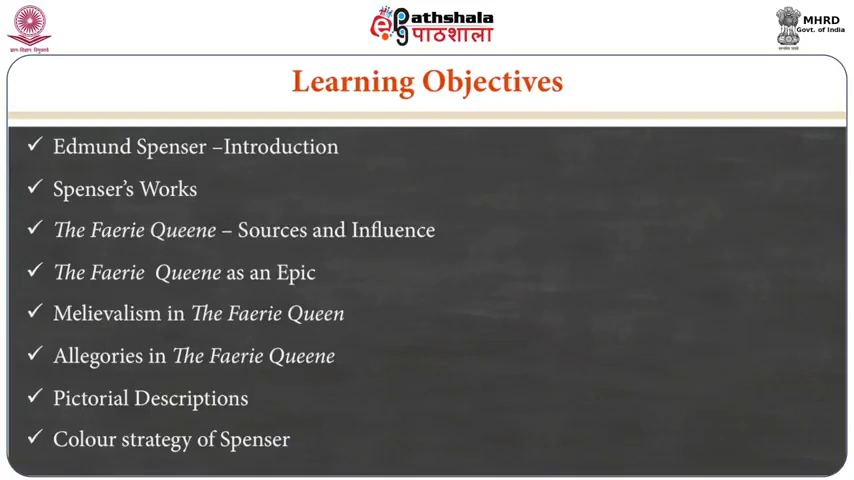 ePathshala
पाठशाला
MHRD
Govt. of India
Learning Objectives
✓ Edmund Spenser –Introduction
✓ Spenser's Works
✓ The Faerie Queene – Sources and Influence
✓ The Faerie Queene as an Epic
✓ Melievalism in The Faerie Queen
✓ Allegories in The Faerie Queene
✓ Pictorial Descriptions
✓ Colour strategy of Spenser